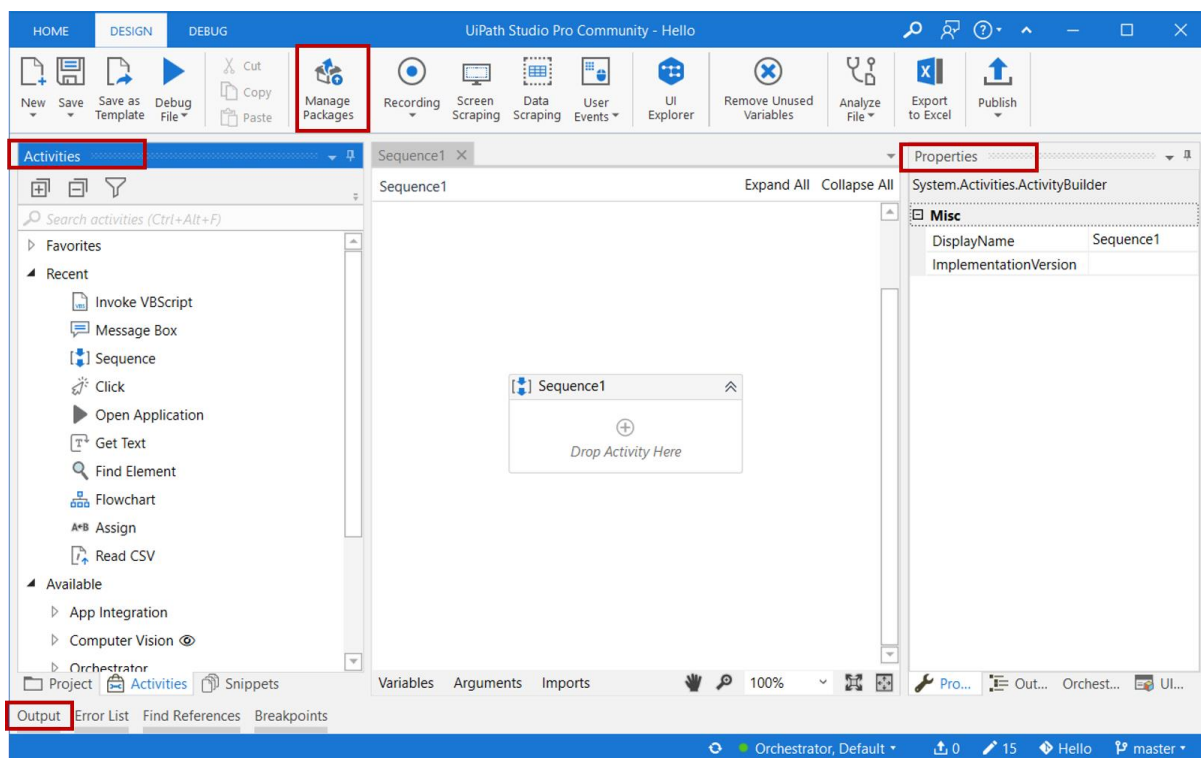 HOME DESIGN DEBUG UiPath Studio Pro Community - Hello
New Save Save as Template Debug File Cut Copy Paste Manage Packages Recording Screen Scraping Data Scraping User Events UI Explorer Remove Unused Variables Analyze File Export to Excel Publish
Activities
Search activities (Ctrl+Alt+F)
Favorites
Recent
Invoke VBScript
Message Box
Sequence
Click
Open Application
Get Text
Find Element
Flowchart
A*B Assign
Read CSV
Available
App Integration
Computer Vision
Orchestrator
Project Activities Snippets
Sequence1
Sequence1 Expand All Collapse All
Sequence1
Drop Activity Here
Variables Arguments Imports 100%
Properties
System.Activities.ActivityBuilder
Misc
DisplayName Sequence1
ImplementationVersion
Pro... Out... Orchest... UI...
Output Error List Find References Breakpoints
Orchestrator, Default 0 15 Hello master